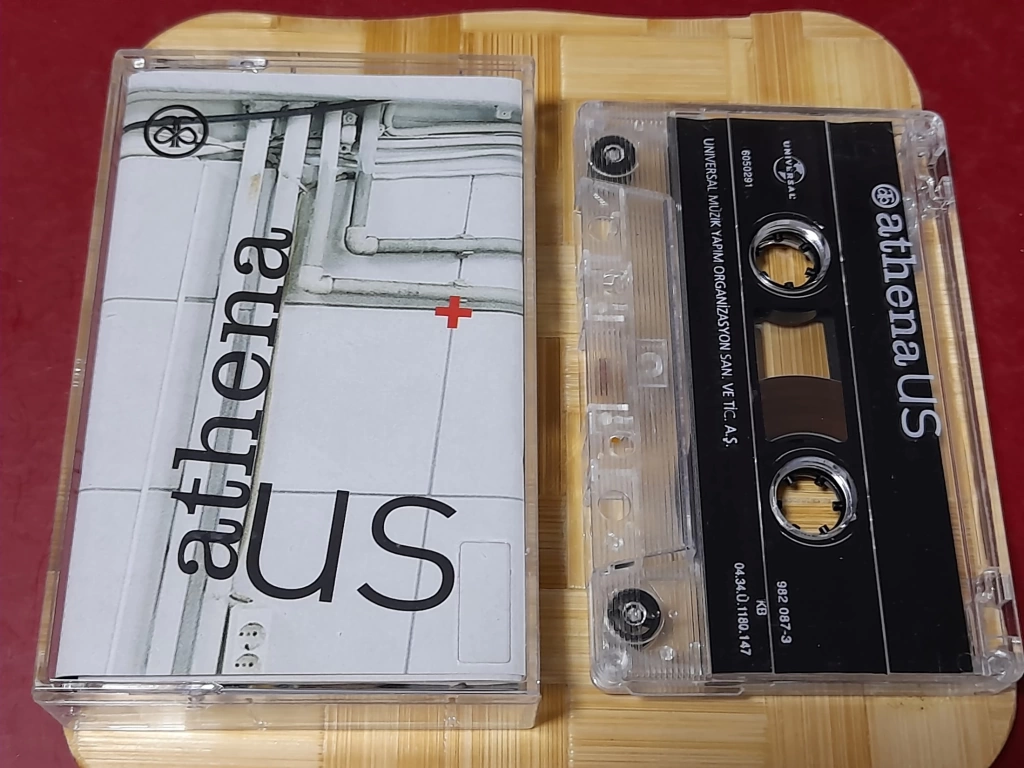 athena
us
athena US
UNIVERSAL
6050291
UNIVERSAL MÜZİK YAPIM ORGANİZASYON SAN. VE TİC. A.Ş.
982 087-3
KB
04.34.Ü.1180.147